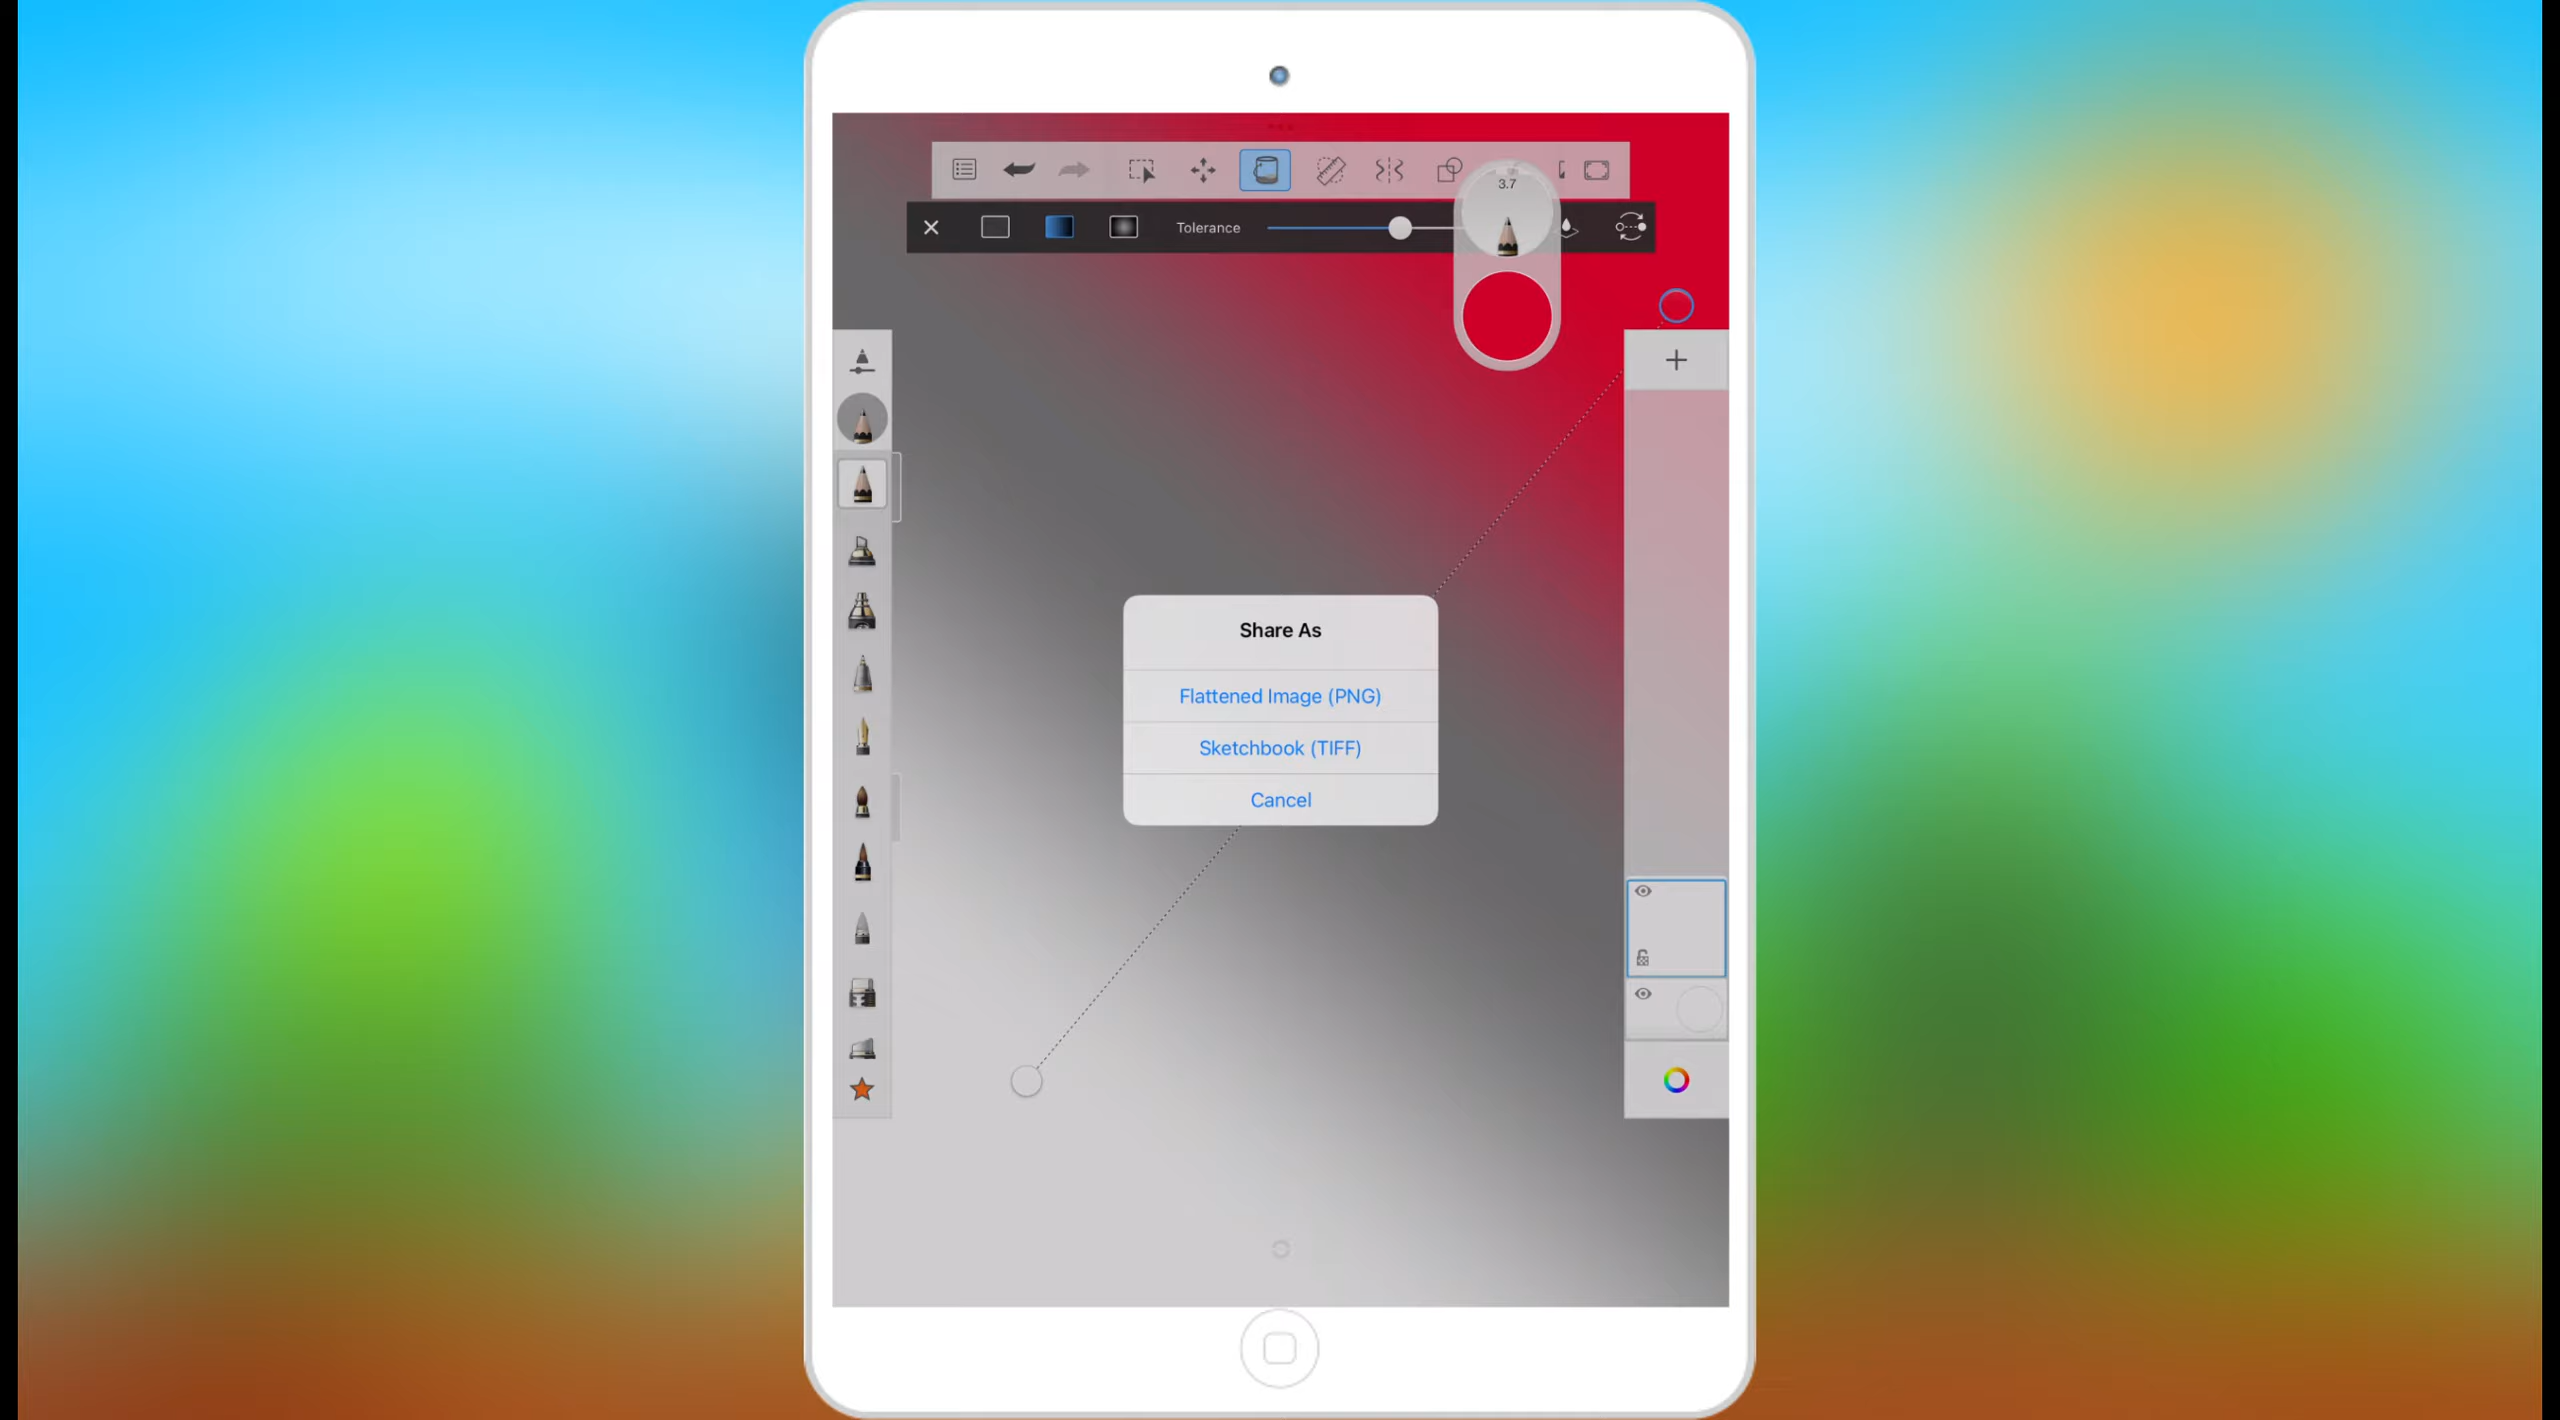 3.7
Tolerance
Share As
Flattened Image (PNG)
Sketchbook (TIFF)
Cancel